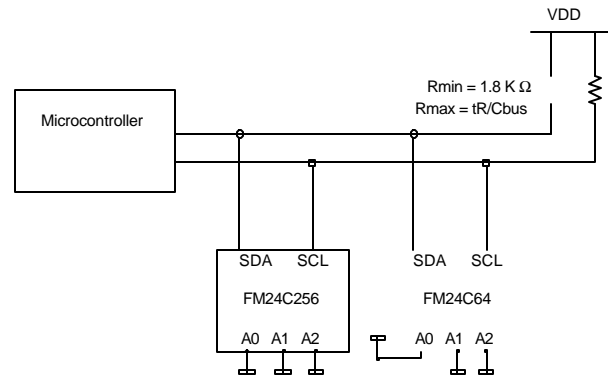 VDD
Rmin = 1.8 K Ω
Rmax = tR/Cbus
Microcontroller
SDA SCL
FM24C256
A0 A1 A2
SDA SCL
FM24C64
A0 A1 A2